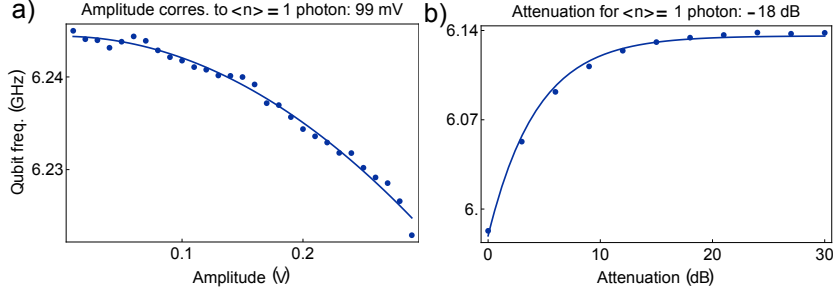 a)
Amplitude corres. to <n> = 1 photon: 99 mV
Qubit freq. (GHz)
6.24
6.23
0.1
0.2
Amplitude (V)
b)
Attenuation for <n> = 1 photon: -18 dB
6.14
6.07
6.
0
10
20
30
Attenuation (dB)